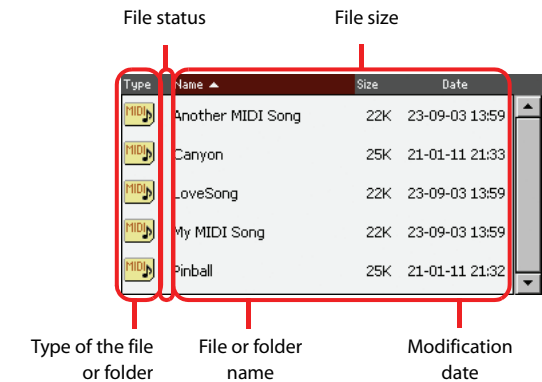 File status File size
Type Name Size Date
MIDI Another MIDI Song 22K 23-09-03 13:59
MIDI Canyon 25K 21-01-11 21:33
MIDI LoveSong 22K 23-09-03 13:59
MIDI My MIDI Song 22K 23-09-03 13:59
MIDI Pinball 25K 21-01-11 21:32
Type of the file
or folder
File or folder
name
Modification
date